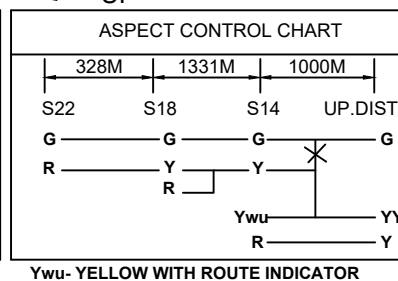 ASPECT CONTROL CHART
328M 1331M 1000M
S22 S18 S14 UP.DIST
G G G G
R Y Y
R
Ywu YY
R Y
Ywu- YELLOW WITH ROUTE INDICATOR